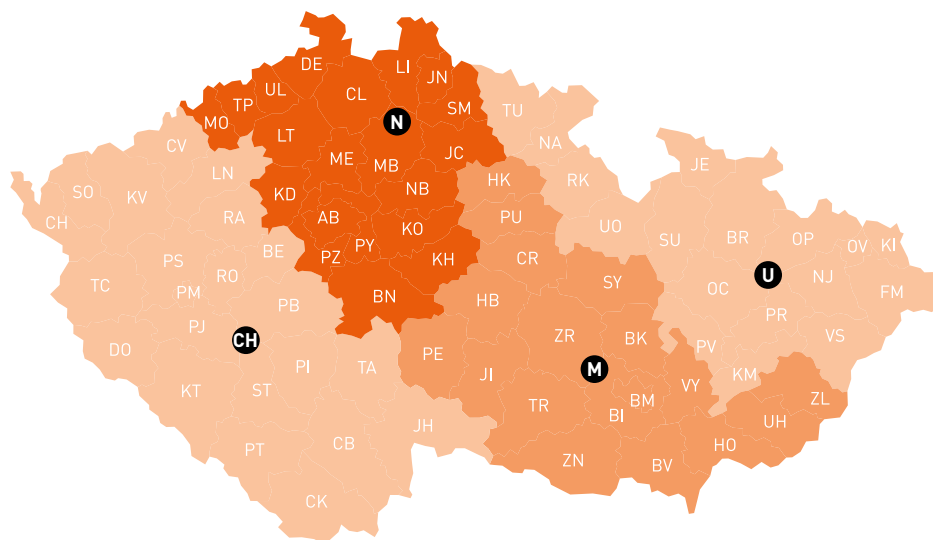 DE
LI
JN
UL
CL
TP
SM
TU
MO
N
LT
NA
CV
ME
JC
MB
JE
LN
HK
RK
SO
KV
KD
NB
CH
RA
AB
PU
UO
KO
SU
BR
OP
OV
KI
BE
PY
PZ
KH
CR
PS
RO
U
NJ
TC
PM
SY
OC
FM
BN
HB
PB
PR
PJ
CH
ZR
BK
PV
VS
DO
PE
PI
TA
JI
M
KM
KT
ST
VY
TR
BM
BI
ZL
JH
UH
PT
CB
HO
ZN
BV
CK